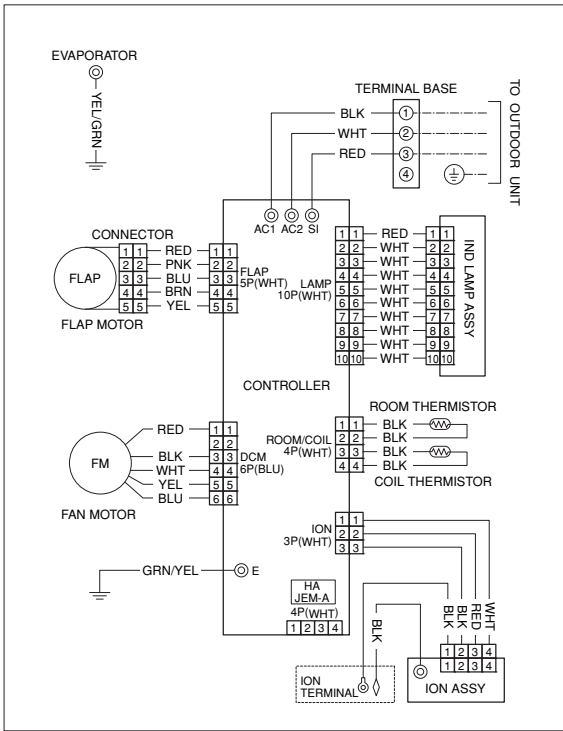 EVAPORATOR
YEL/GRN
TERMINAL BASE
TO OUTDOOR UNIT
BLK 1
WHT 2
RED 3
4
AC1 AC2 SI
CONNECTOR
FLAP
FLAP MOTOR
1 1 RED 1 1
2 2 PNK 2 2
3 3 BLU 3 3
4 4 BRN 4 4
5 5 YEL 5 5
FLAP
5P(WHT)
LAMP
10P(WHT)
1 1 RED 1 1
2 2 WHT 2 2
3 3 WHT 3 3
4 4 WHT 4 4
5 5 WHT 5 5
6 6 WHT 6 6
7 7 WHT 7 7
8 8 WHT 8 8
9 9 WHT 9 9
10 10 WHT 10 10
IND LAMP ASSY
CONTROLLER
FM
FAN MOTOR
RED 1 1
2 2
BLK 3 3
WHT 4 4
YEL 5 5
BLU 6 6
DCM
6P(BLU)
ROOM THERMISTOR
ROOM/COIL
4P(WHT)
1 1 BLK
2 2 BLK
3 3 BLK
4 4 BLK
COIL THERMISTOR
ION
3P(WHT)
1 1
2 2
3 3
GRN/YEL E
HA
JEM-A
4P(WHT)
1 2 3 4
BLK
BLK
BLK
RED
WHT
1 2 3 4
1 2 3 4
ION
TERMINAL
ION ASSY